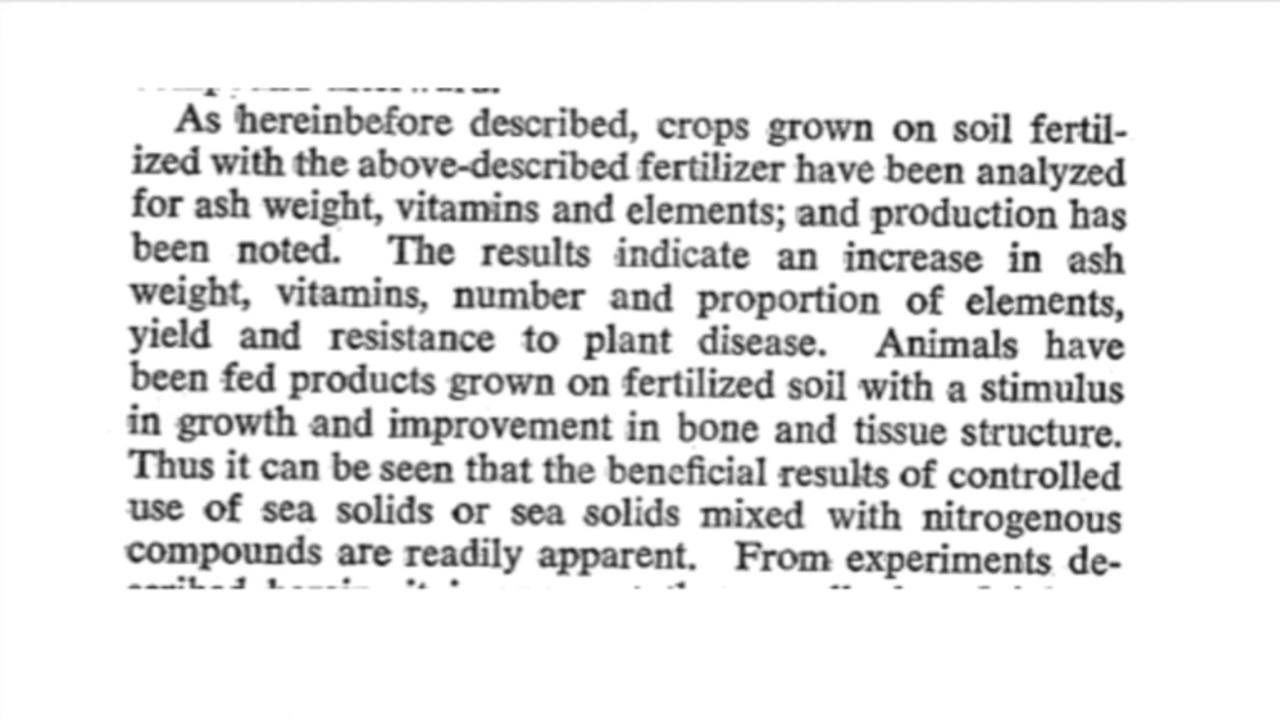 As hereinbefore described, crops grown on soil fertil-
ized with the above-described fertilizer have been analyzed
for ash weight, vitamins and elements; and production has
been noted. The results indicate an increase in ash
weight, vitamins, number and proportion of elements,
yield and resistance to plant disease. Animals have
been fed products grown on fertilized soil with a stimulus
in growth and improvement in bone and tissue structure.
Thus it can be seen that the beneficial results of controlled
use of sea solids or sea solids mixed with nitrogenous
compounds are readily apparent. From experiments de-